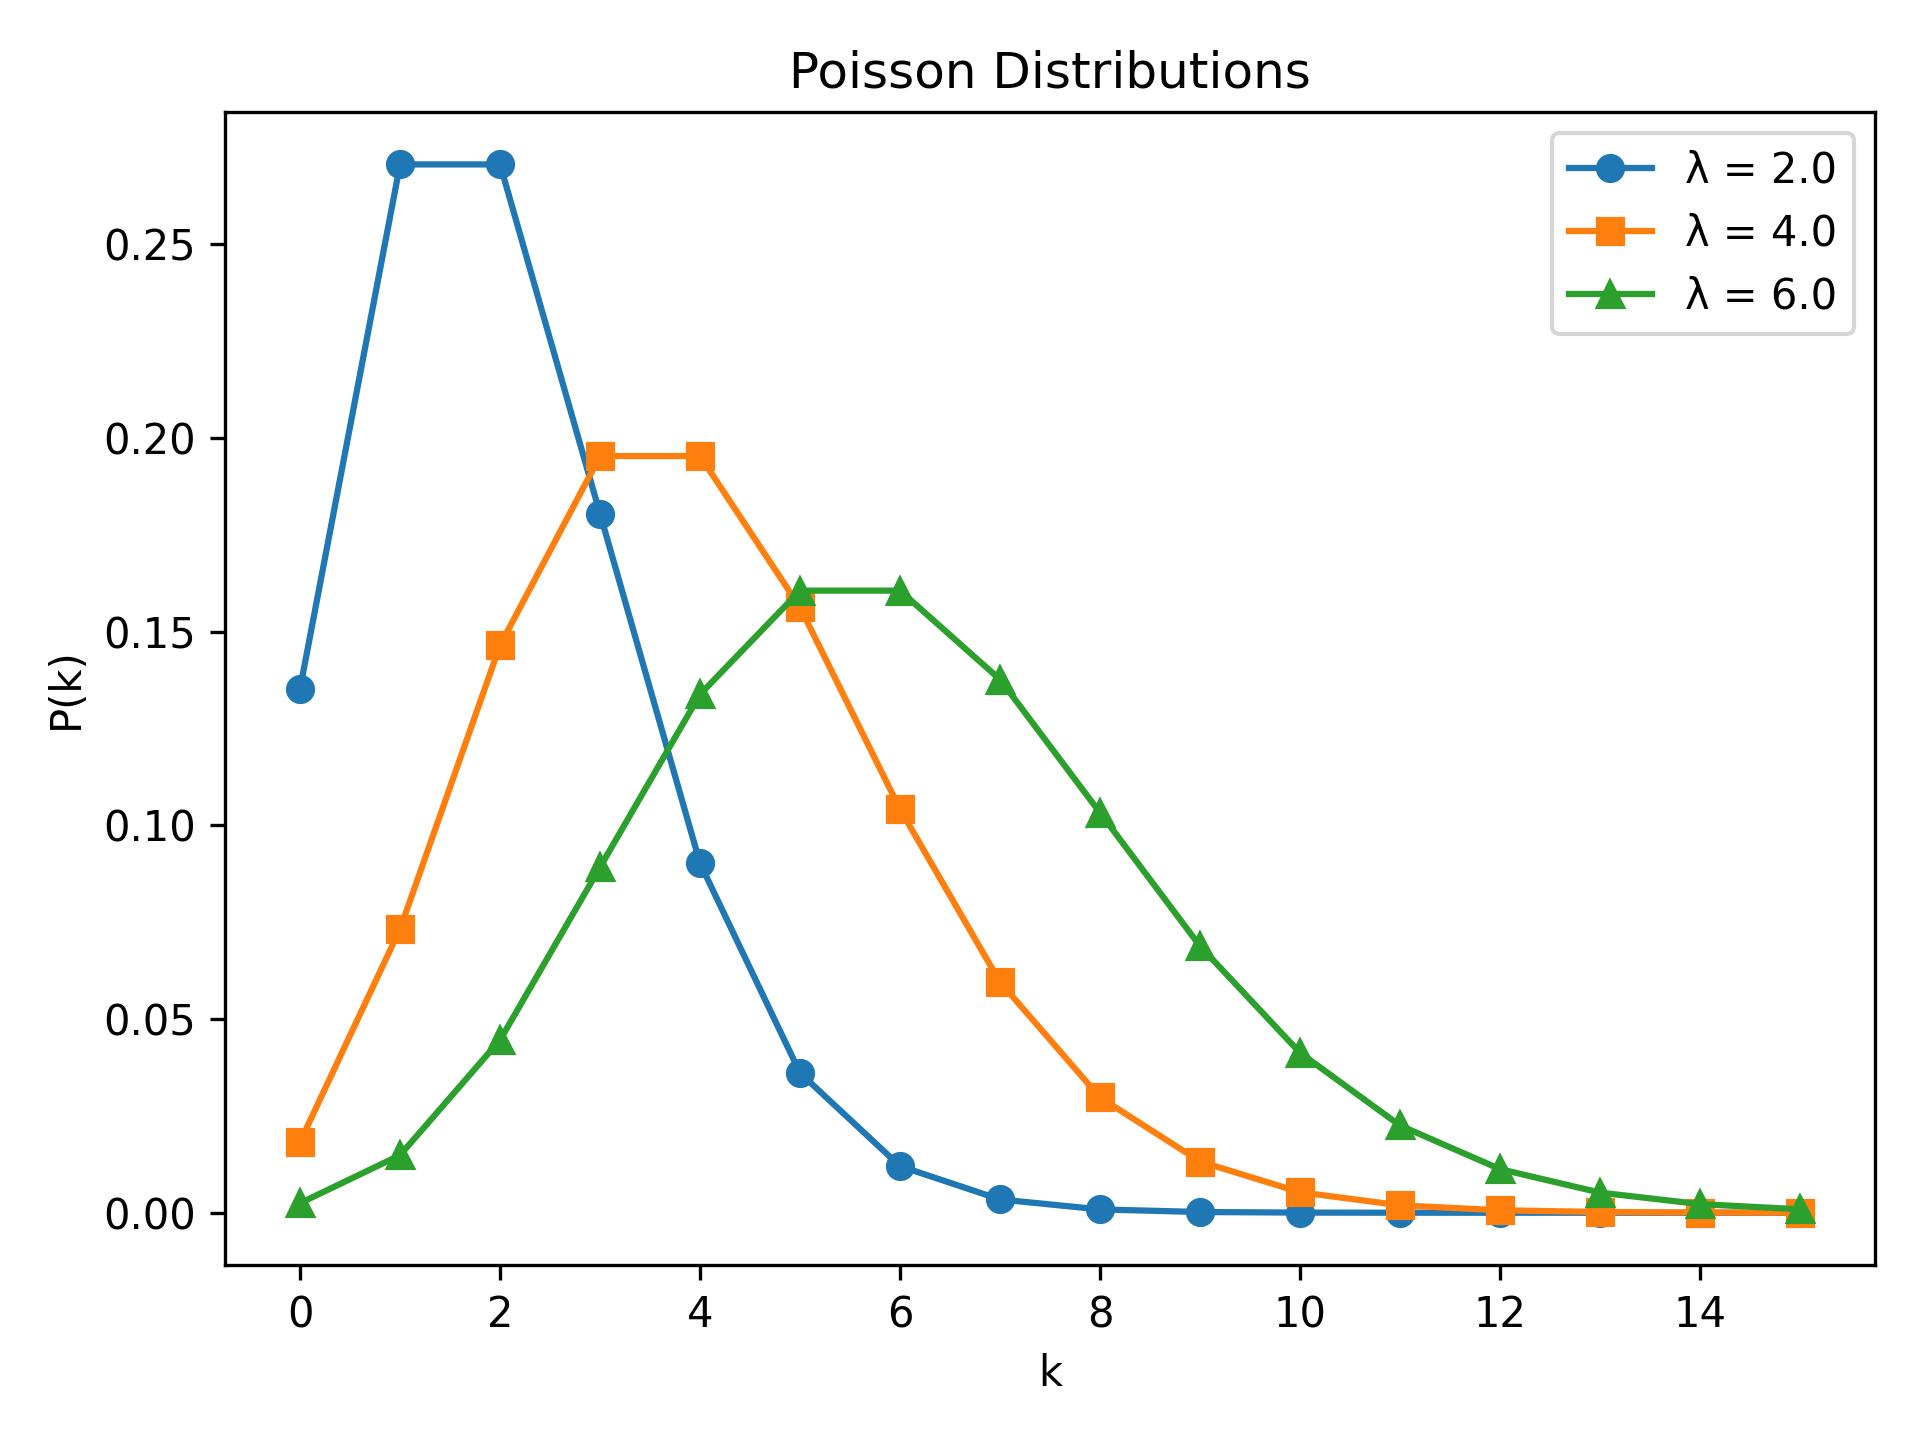 Poisson Distributions
λ = 2.0
λ = 4.0
λ = 6.0
P(k)
0.25
0.20
0.15
0.10
0.05
0.00
0 2 4 6 8 10 12 14
k